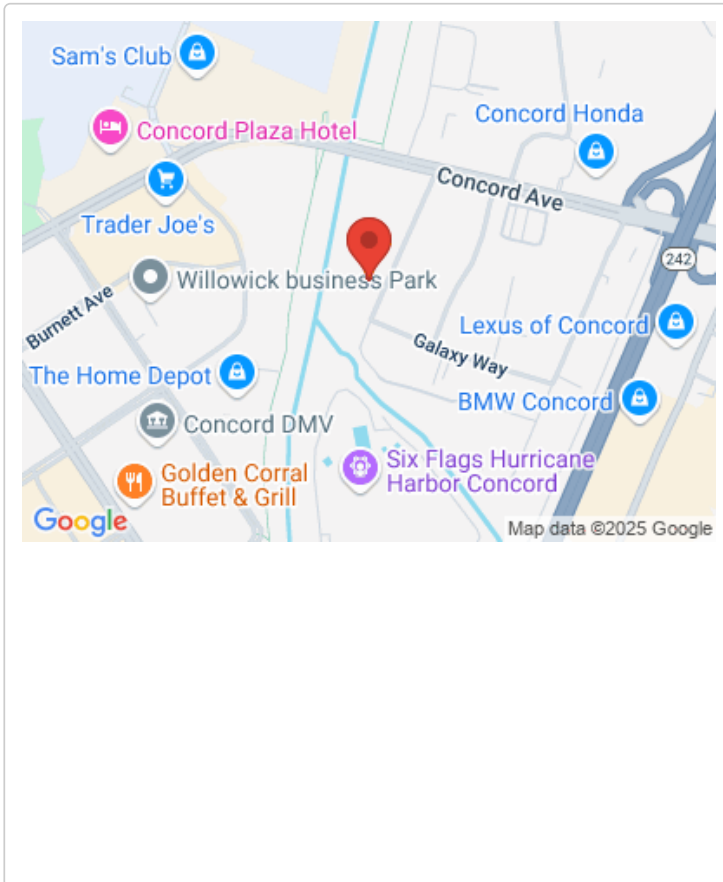 Sam's Club
Concord Plaza Hotel
Concord Honda
Concord Ave
Trader Joe's
242
Willowick business Park
Burnett Ave
Lexus of Concord
Galaxy Way
The Home Depot
BMW Concord
Concord DMV
Golden Corral
Buffet & Grill
Six Flags Hurricane
Harbor Concord
Google
Map data ©2025 Google